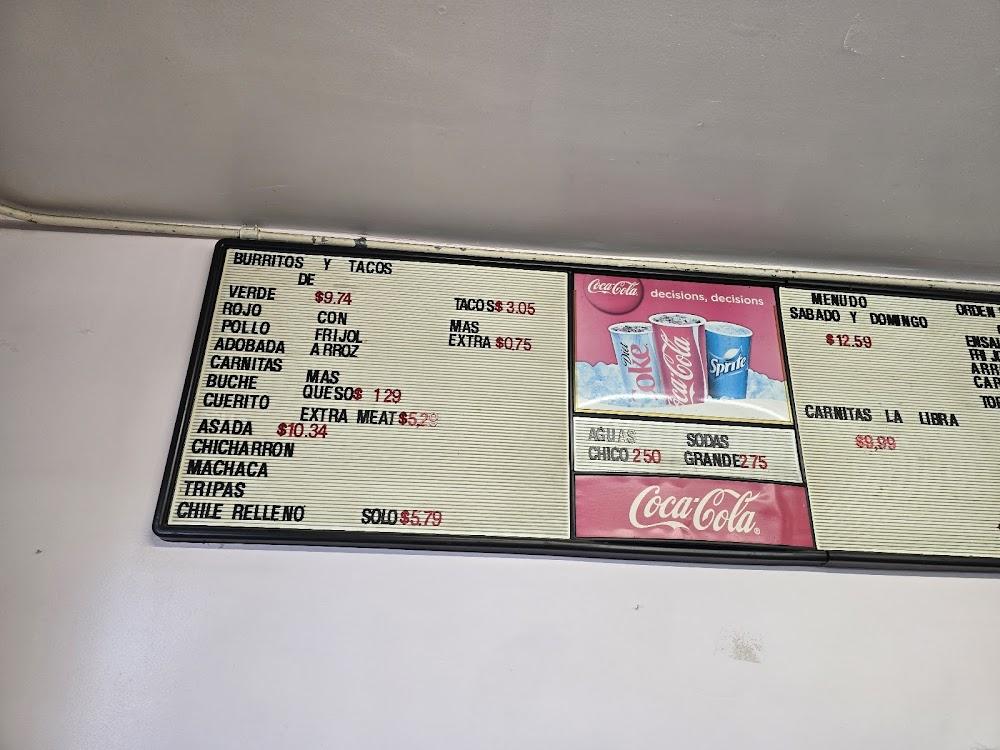 BURRITOS Y TACOS
DE
VERDE $9.74
ROJO CON
POLLO FRIJOL
ADOBADA ARROZ
CARNITAS
BUCHE MAS
QUESO$ 1 29
CUERITO
EXTRA MEAT $5.29
ASADA $10.34
CHICHARRON
MACHACA
TRIPAS
CHILE RELLENO SOLO $5.79
TACOS $3.05
MAS
EXTRA $0.75
Coca-Cola
decisions, decisions
Diet Coke
Coca-Cola
Sprite
AGUAS SODAS
CHICO 2 50 GRANDE 2 75
Coca-Cola®
MENUDO
SABADO Y DOMINGO
$12.59
CARNITAS LA LIBRA
$9,99
ORDEN